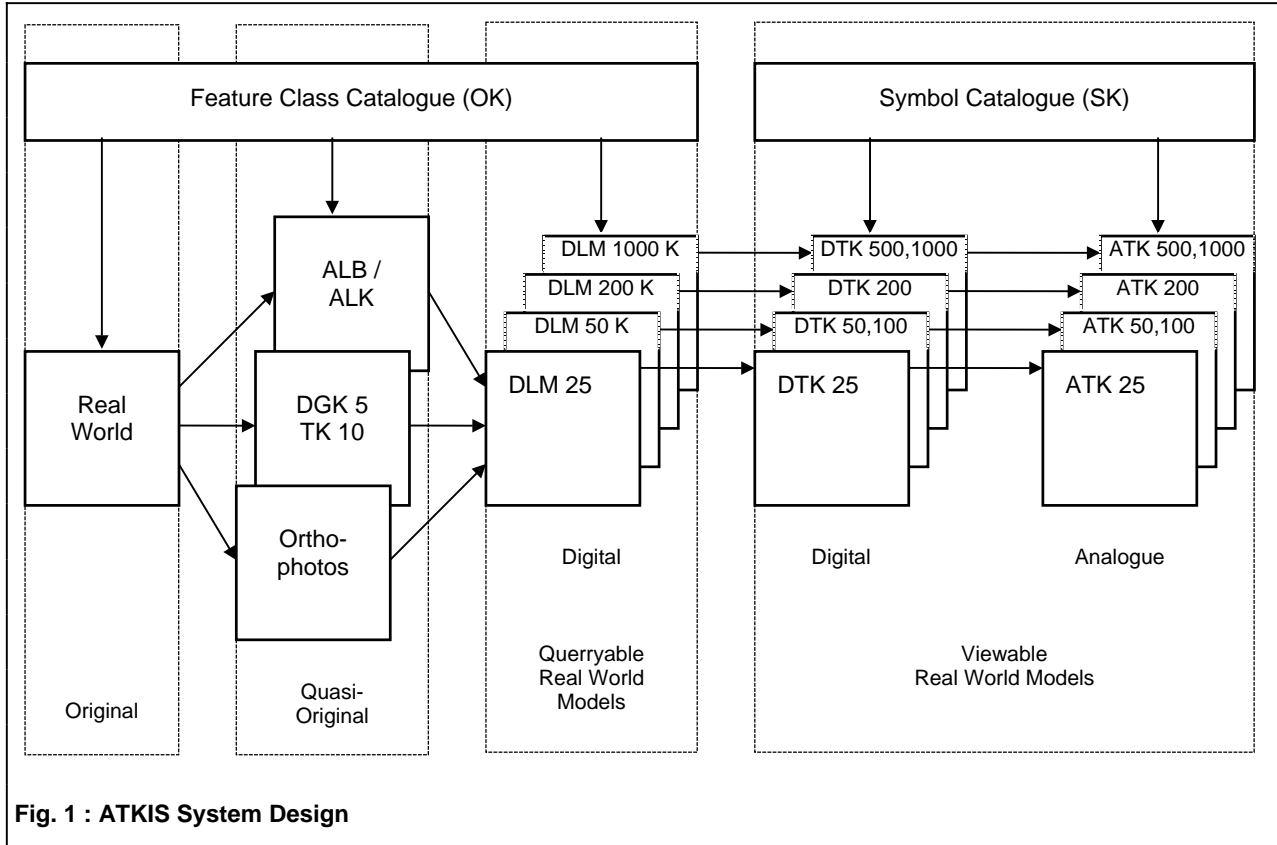 Feature Class Catalogue (OK)
Symbol Catalogue (SK)
ALB /
ALK
DGK 5
TK 10
Ortho-
photos
Real
World
DLM 1000 K
DLM 200 K
DLM 50 K
DLM 25
DTK 500,1000
DTK 200
DTK 50,100
DTK 25
ATK 500,1000
ATK 200
ATK 50,100
ATK 25
Digital
Digital
Analogue
Original
Quasi-
Original
Querryable
Real World
Models
Viewable
Real World Models
Fig. 1 : ATKIS System Design